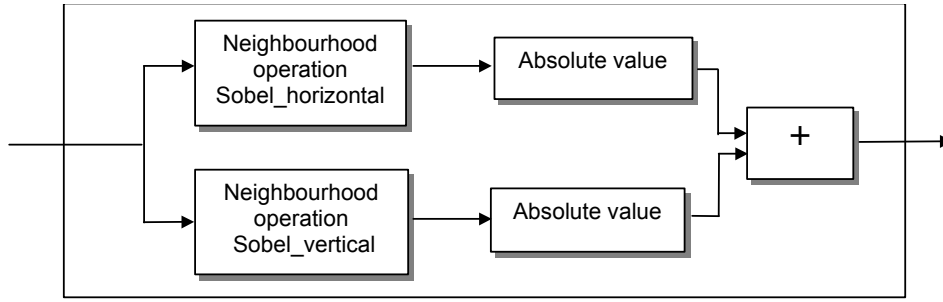 Neighbourhood
operation
Sobel_horizontal
Absolute value
+
Neighbourhood
operation
Sobel_vertical
Absolute value